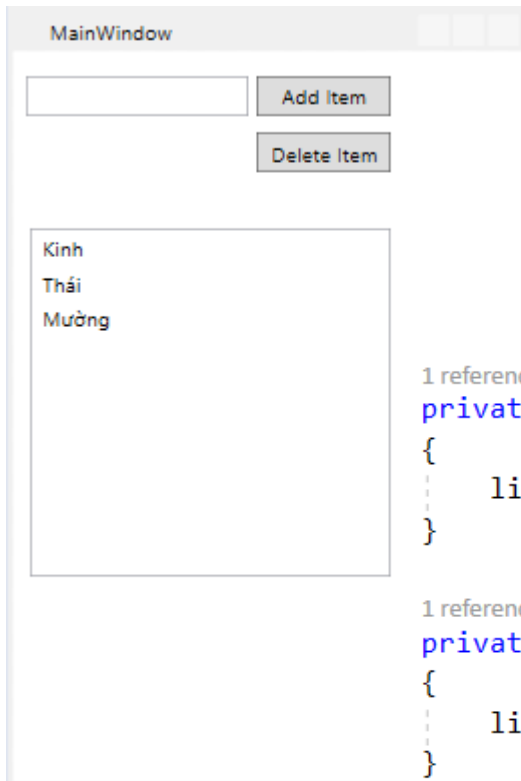 MainWindow
Add Item
Delete Item
Kinh
Thái
Mường
1 referen
privat
{
li
}
1 referen
privat
{
li
}